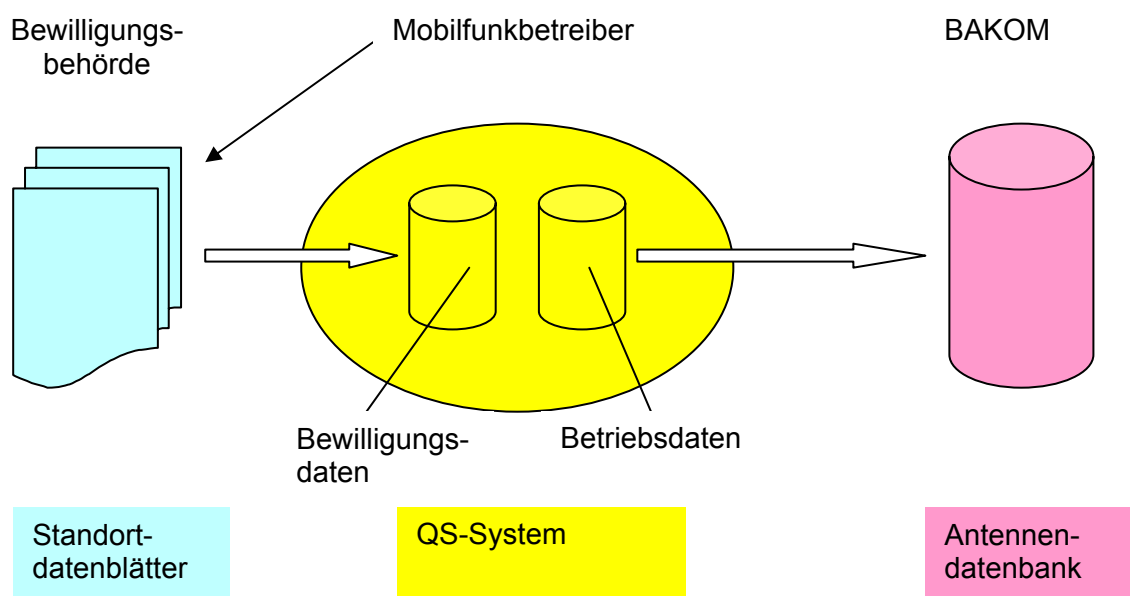 Bewilligungs-
behörde
Mobilfunkbetreiber
BAKOM
Bewilligungs-
daten
Betriebsdaten
Standort-
datenblätter
QS-System
Antennen-
datenbank